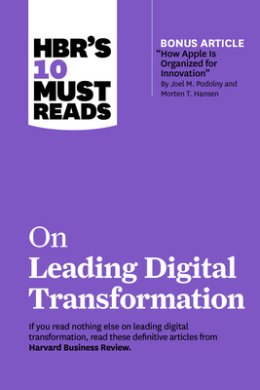 HBR'S
10
MUST
READS
BONUS ARTICLE
"How Apple Is
Organized for
Innovation"
By Joel M. Podolny and
Morten T. Hansen
On
Leading Digital
Transformation
If you read nothing else on leading digital
transformation, read these definitive articles from
Harvard Business Review.